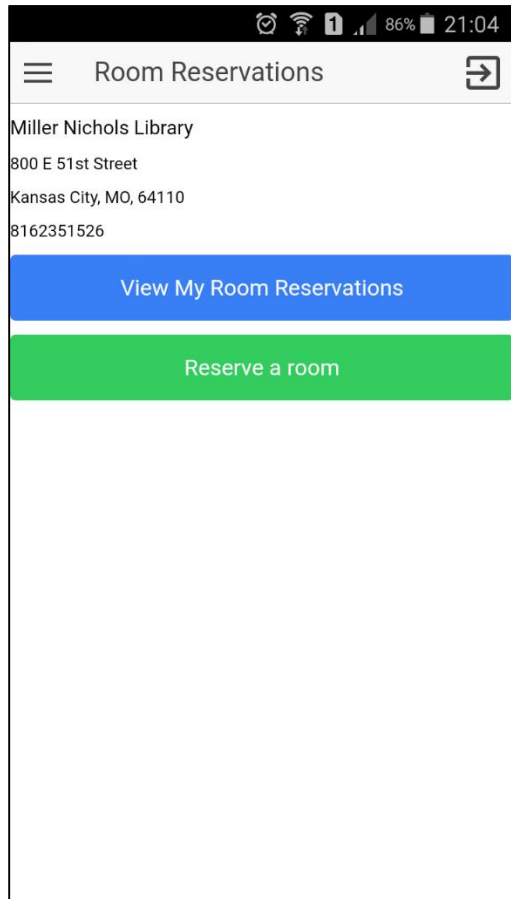 1 86% 21:04
Room Reservations
Miller Nichols Library
800 E 51st Street
Kansas City, MO, 64110
8162351526
View My Room Reservations
Reserve a room